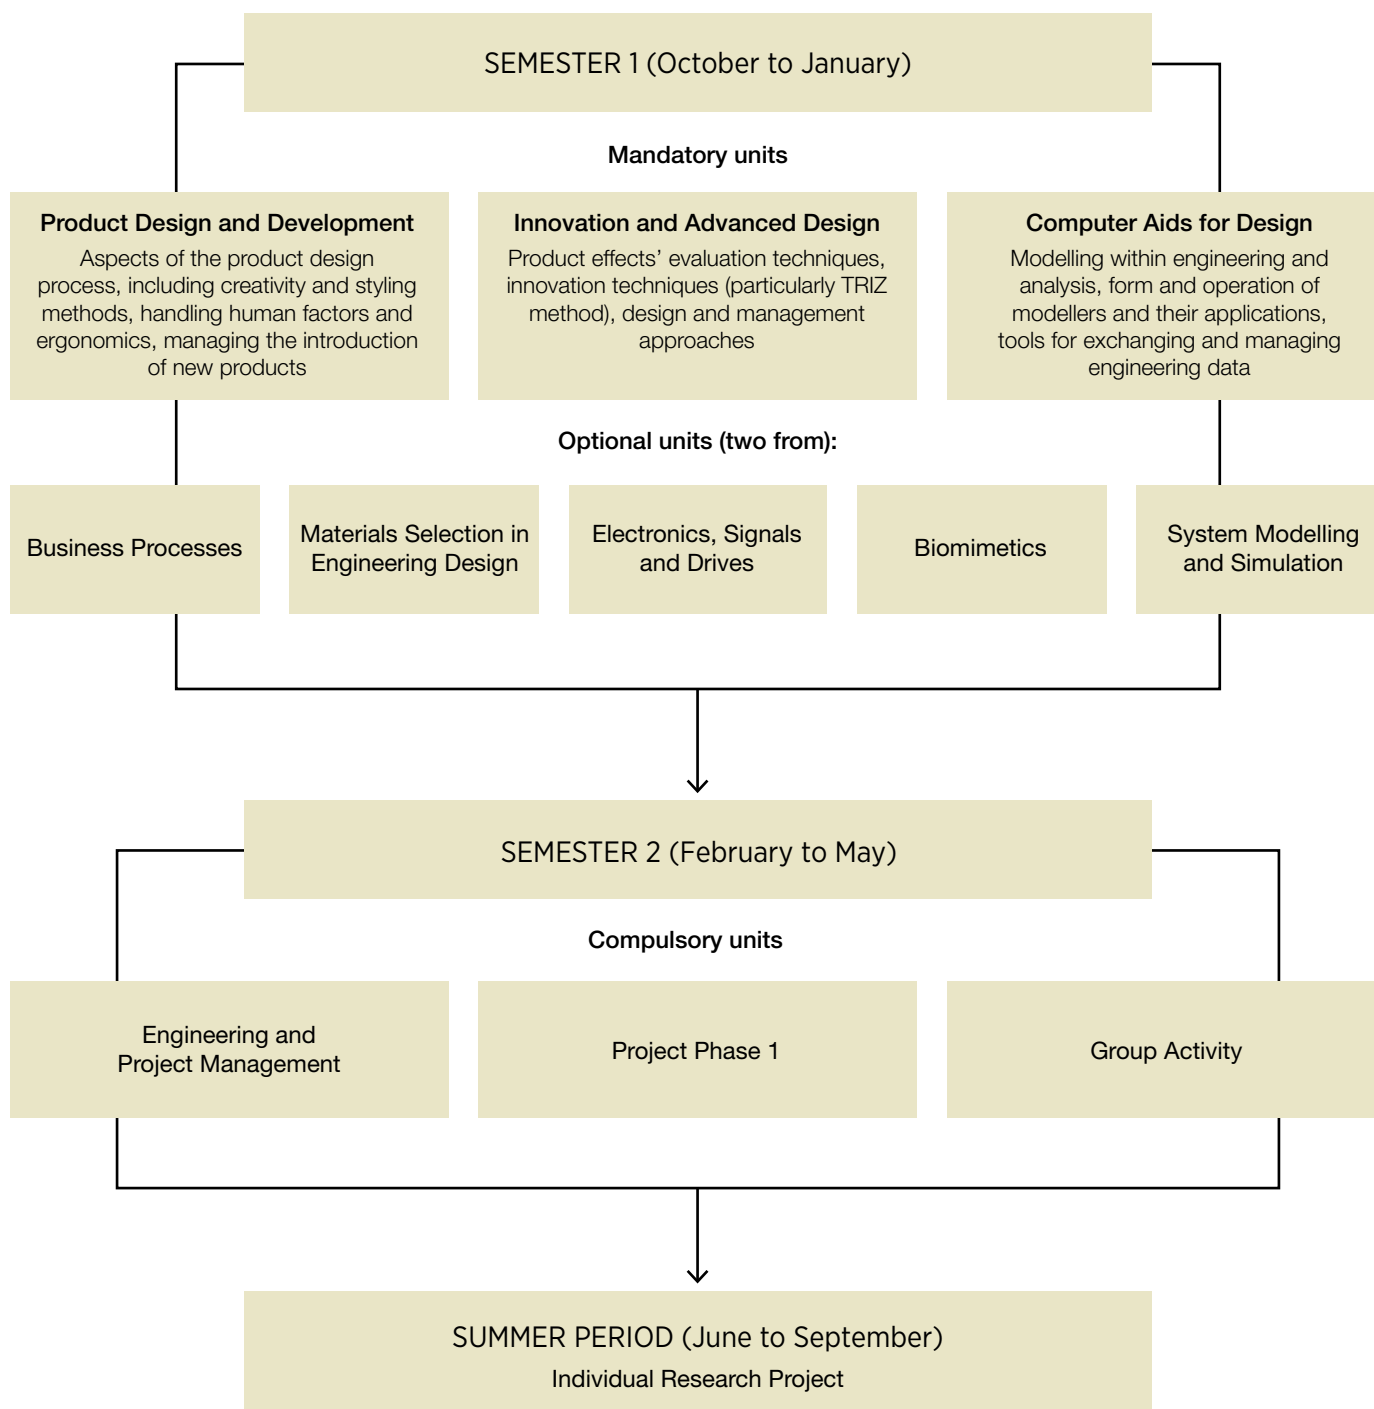 SEMESTER 1 (October to January)
Mandatory units
Product Design and Development
Aspects of the product design
process, including creativity and styling
methods, handling human factors and
ergonomics, managing the introduction
of new products
Innovation and Advanced Design
Product effects’ evaluation techniques,
innovation techniques (particularly TRIZ
method), design and management
approaches
Computer Aids for Design
Modelling within engineering and
analysis, form and operation of
modellers and their applications,
tools for exchanging and managing
engineering data
Optional units (two from):
Business Processes
Materials Selection in
Engineering Design
Electronics, Signals
and Drives
Biomimetics
System Modelling
and Simulation
SEMESTER 2 (February to May)
Compulsory units
Engineering and
Project Management
Project Phase 1
Group Activity
SUMMER PERIOD (June to September)
Individual Research Project